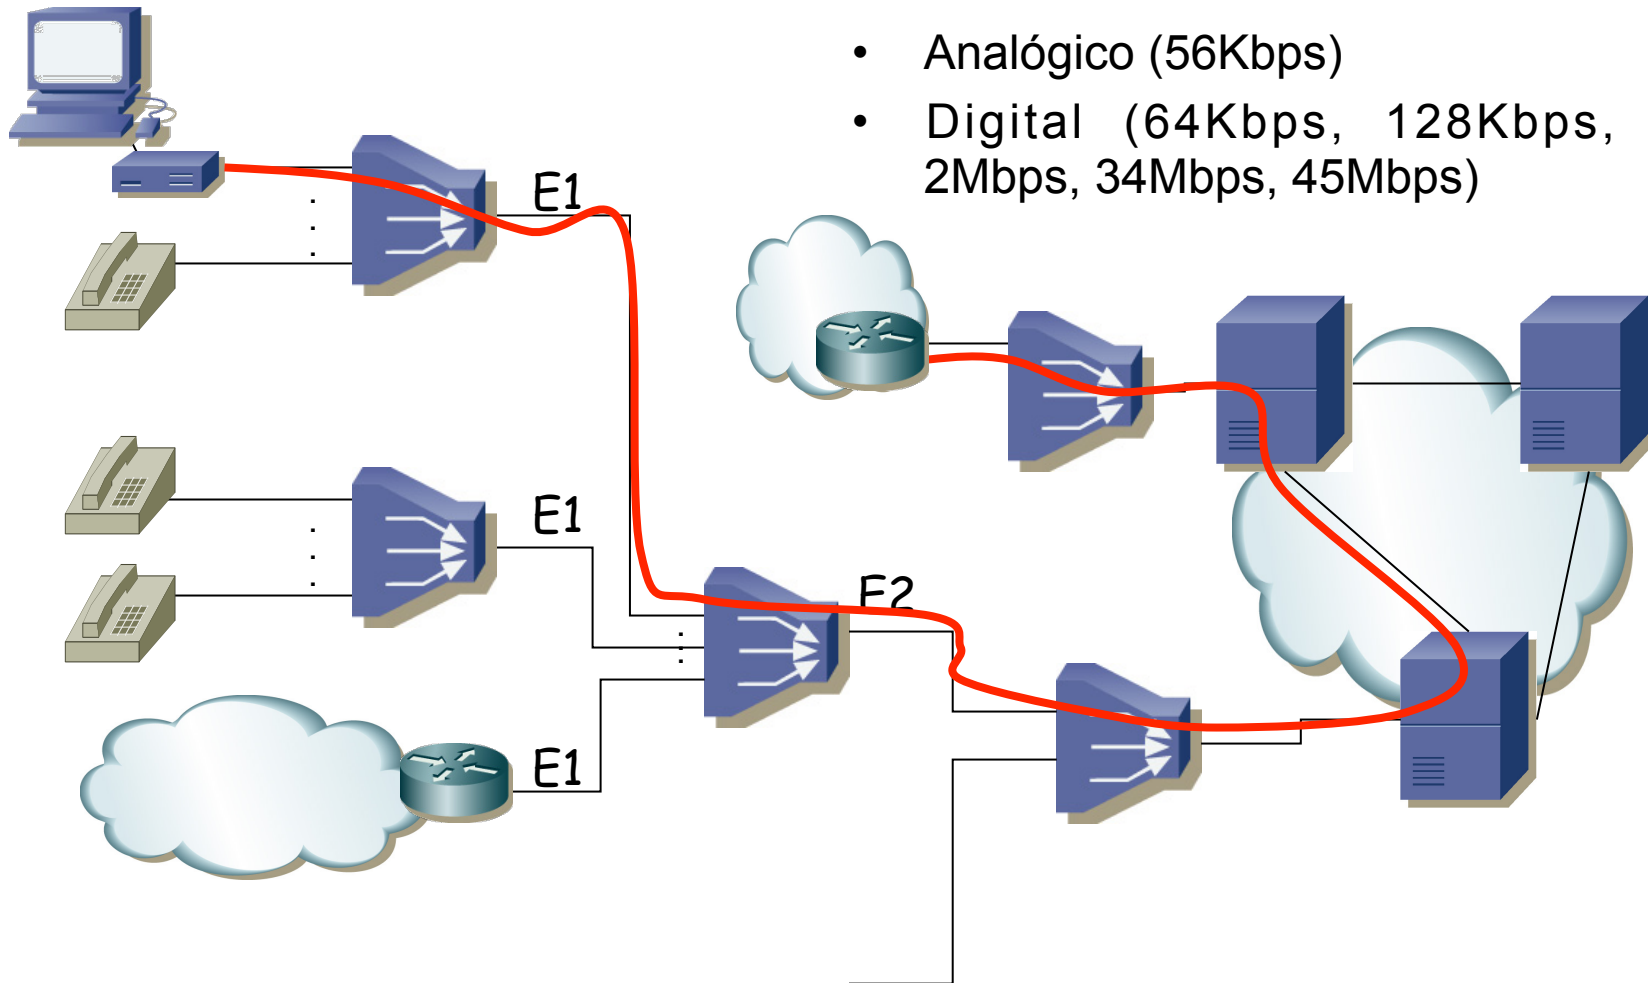 • Analógico (56Kbps)
• Digital (64Kbps, 128Kbps,
2Mbps, 34Mbps, 45Mbps)
E1
E1
E2
E1